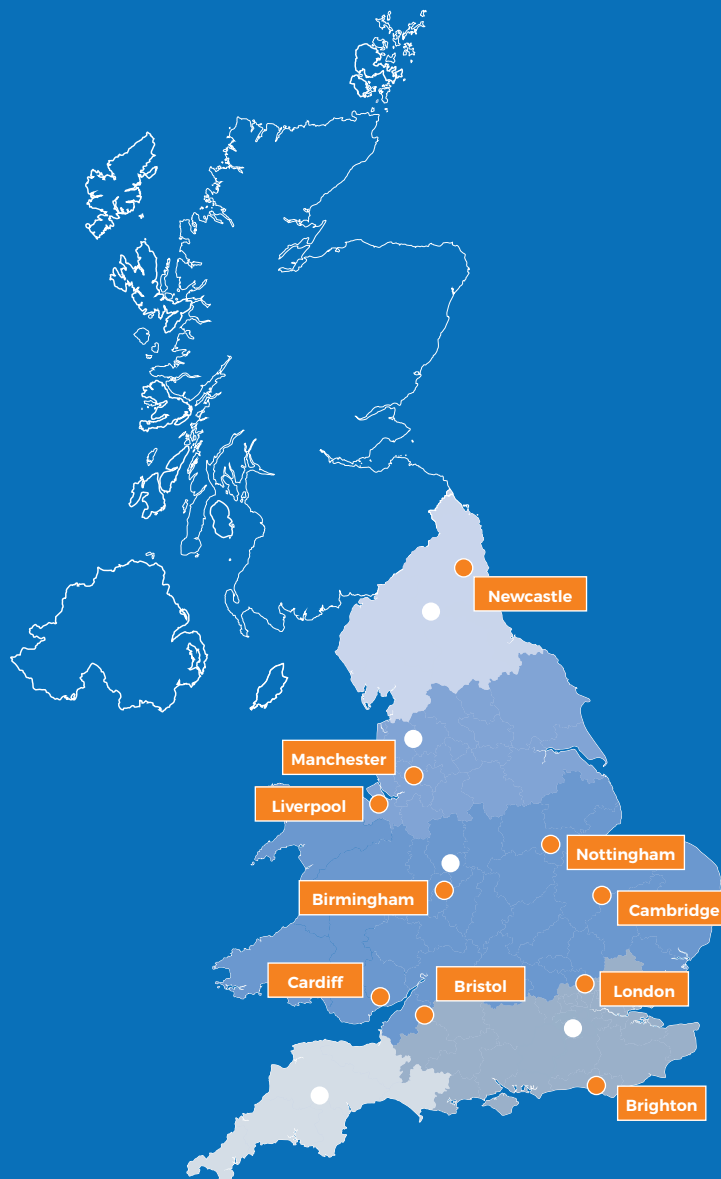 Newcastle
Manchester
Liverpool
Nottingham
Birmingham
Cambridge
Cardiff
Bristol
London
Brighton